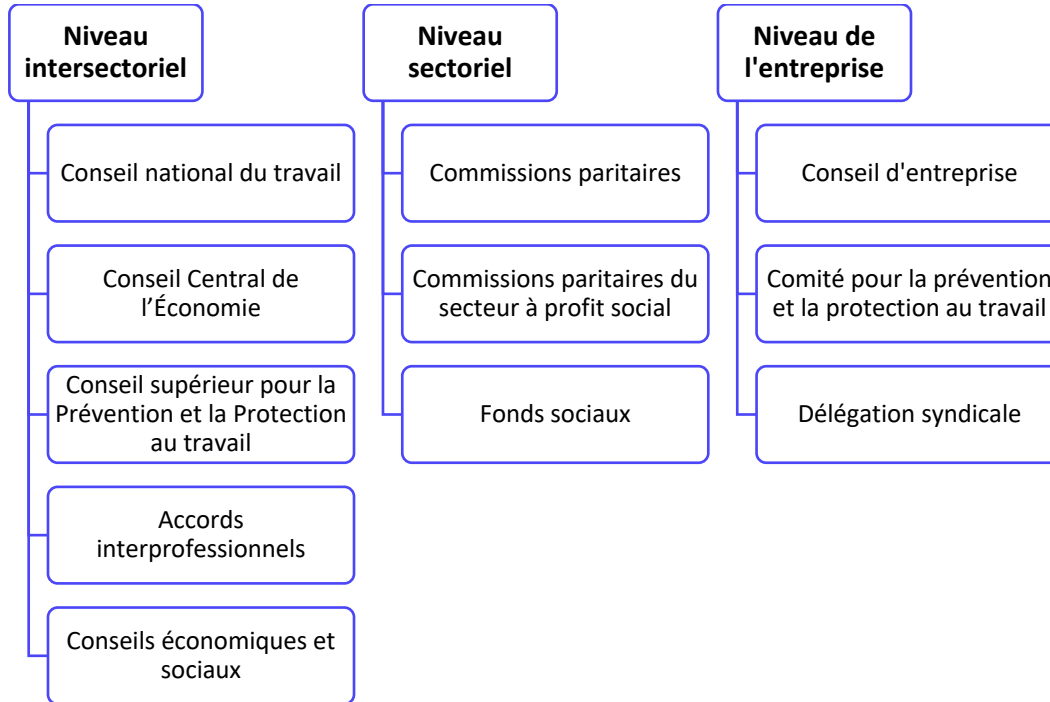 Niveau
intersectoriel
Conseil national du travail
Conseil Central de
l’Économie
Conseil supérieur pour la
Prévention et la Protection
au travail
Accords
interprofessionnels
Conseils économiques et
sociaux
Niveau
sectoriel
Commissions paritaires
Commissions paritaires du
secteur à profit social
Fonds sociaux
Niveau de
l'entreprise
Conseil d'entreprise
Comité pour la prévention
et la protection au travail
Délégation syndicale